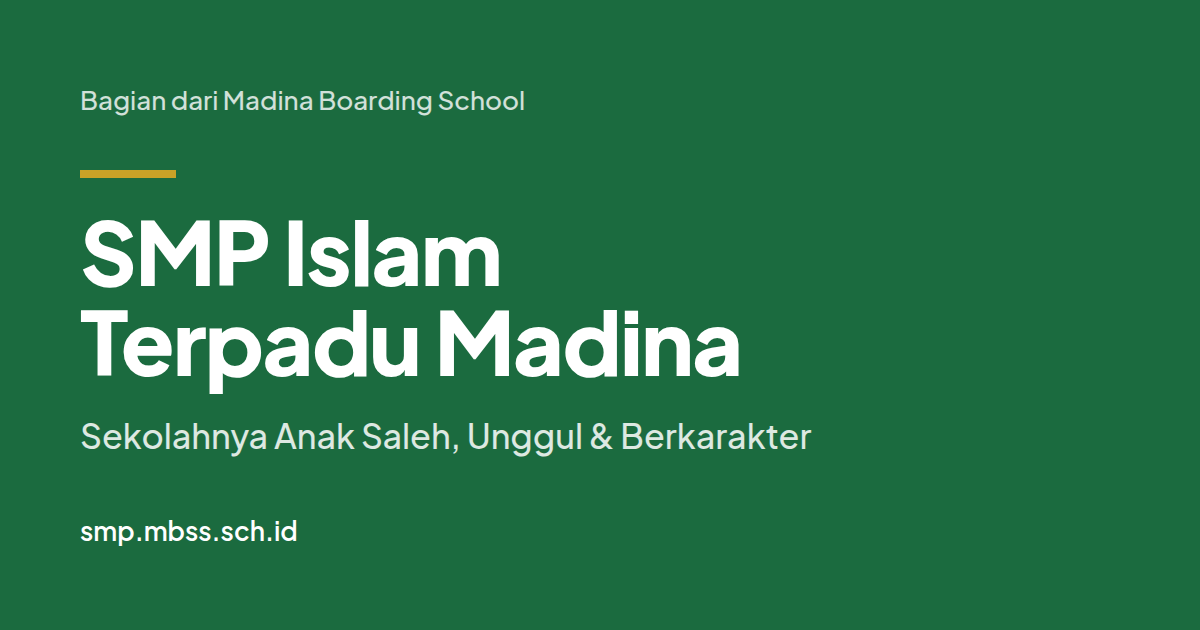 Bagian dari Madina Boarding School
SMP Islam
Terpadu Madina
Sekolahnya Anak Saleh, Unggul & Berkarakter
smp.mbss.sch.id